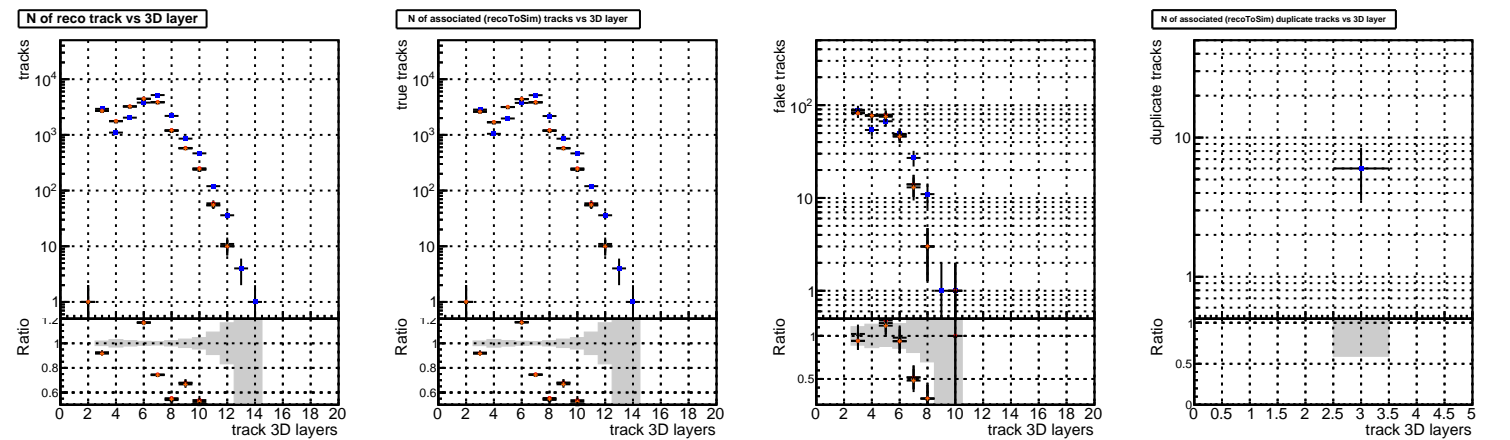 N of reco track vs 3D layer
tracks
10⁴
10³
10²
10
1
Ratio
1.2
1
0.8
0.6
0 2 4 6 8 10 12 14 16 18 20
track 3D layers
N of associated (recoToSim) tracks vs 3D layer
true tracks
10⁴
10³
10²
10
1
Ratio
1.2
1
0.8
0.6
0 2 4 6 8 10 12 14 16 18 20
track 3D layers
fake tracks
10²
10
1
Ratio
1
0.5
0 2 4 6 8 10 12 14 16 18 20
track 3D layers
N of associated (recoToSim) duplicate tracks vs 3D layer
duplicate tracks
10
1
Ratio
1
0.5
0
0 0.5 1 1.5 2 2.5 3 3.5 4 4.5 5
track 3D layers